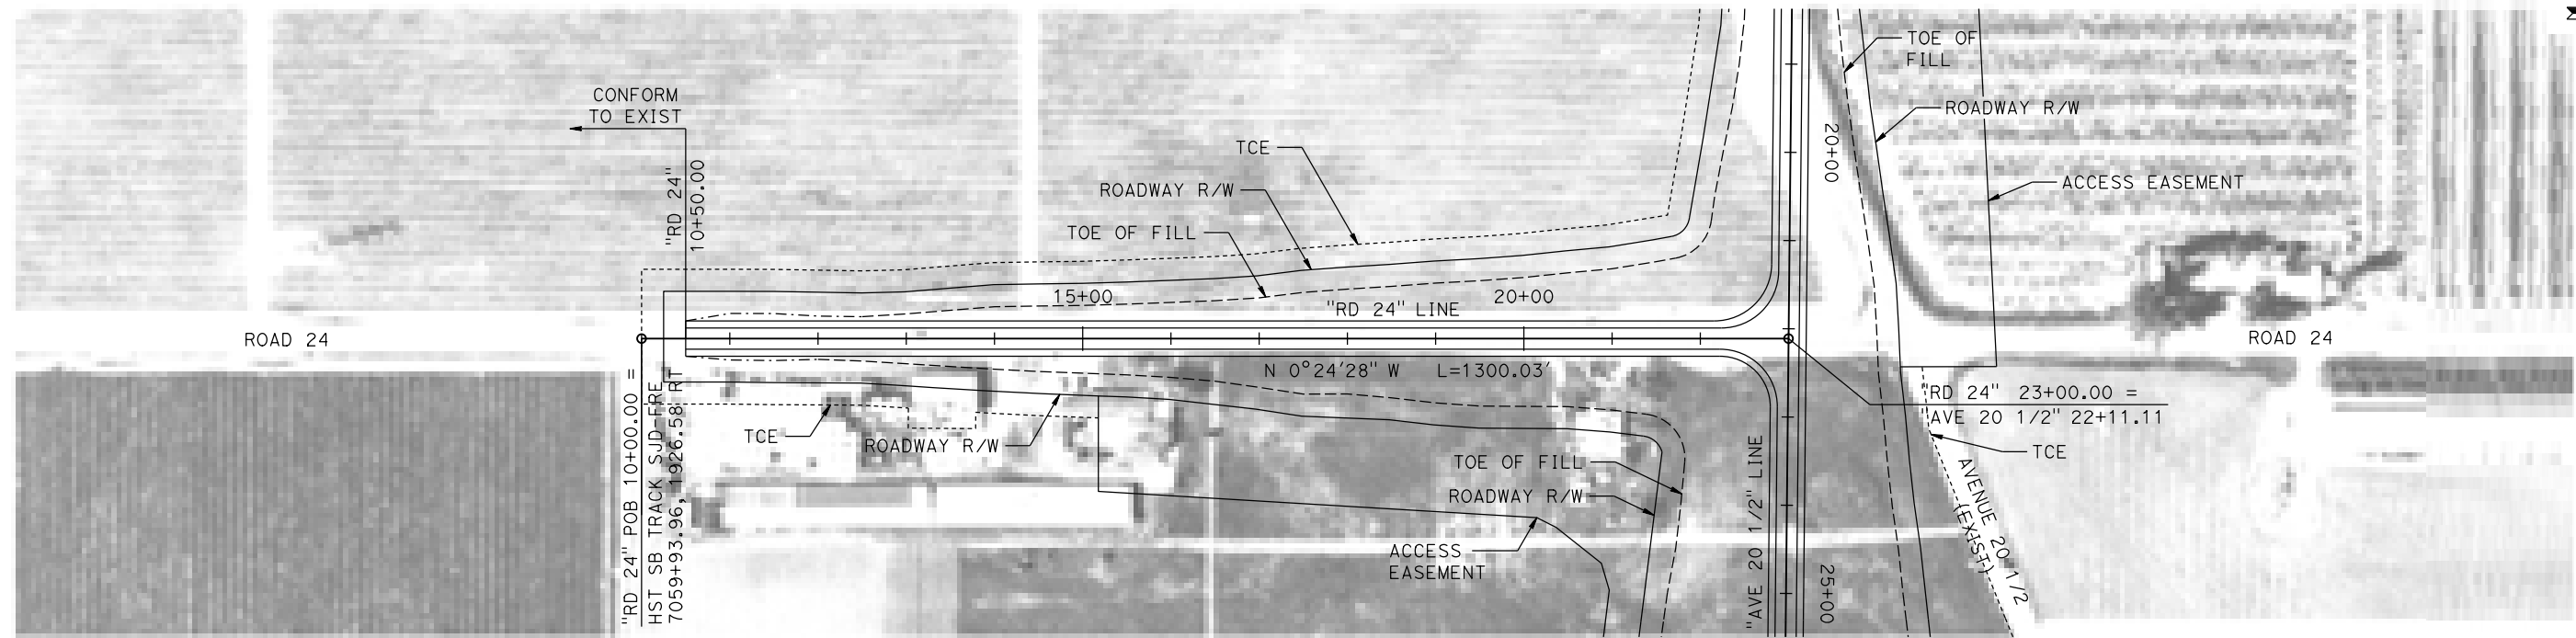 TOE OF
FILL
CONFORM
TO EXIST
ROADWAY R/W
20+00
TCE
"RD 24"
10+50.00
ROADWAY R/W
ACCESS EASEMENT
TOE OF FILL
15+00
20+00
"RD 24" LINE
ROAD 24
ROAD 24
N 0°24'28" W L=1300.03'
"RD 24" POB 10+00.00 =
HST SB TRACK SJD-FRE
7059+93.96, 1926.58' RT
RD 24" 23+00.00 =
AVE 20 1/2" 22+11.11
TCE
ROADWAY R/W
TCE
TOE OF FILL
ROADWAY R/W
"AVE 20 1/2" LINE
AVENUE 20 1/2
(EXIST)
ACCESS
EASEMENT
25+00